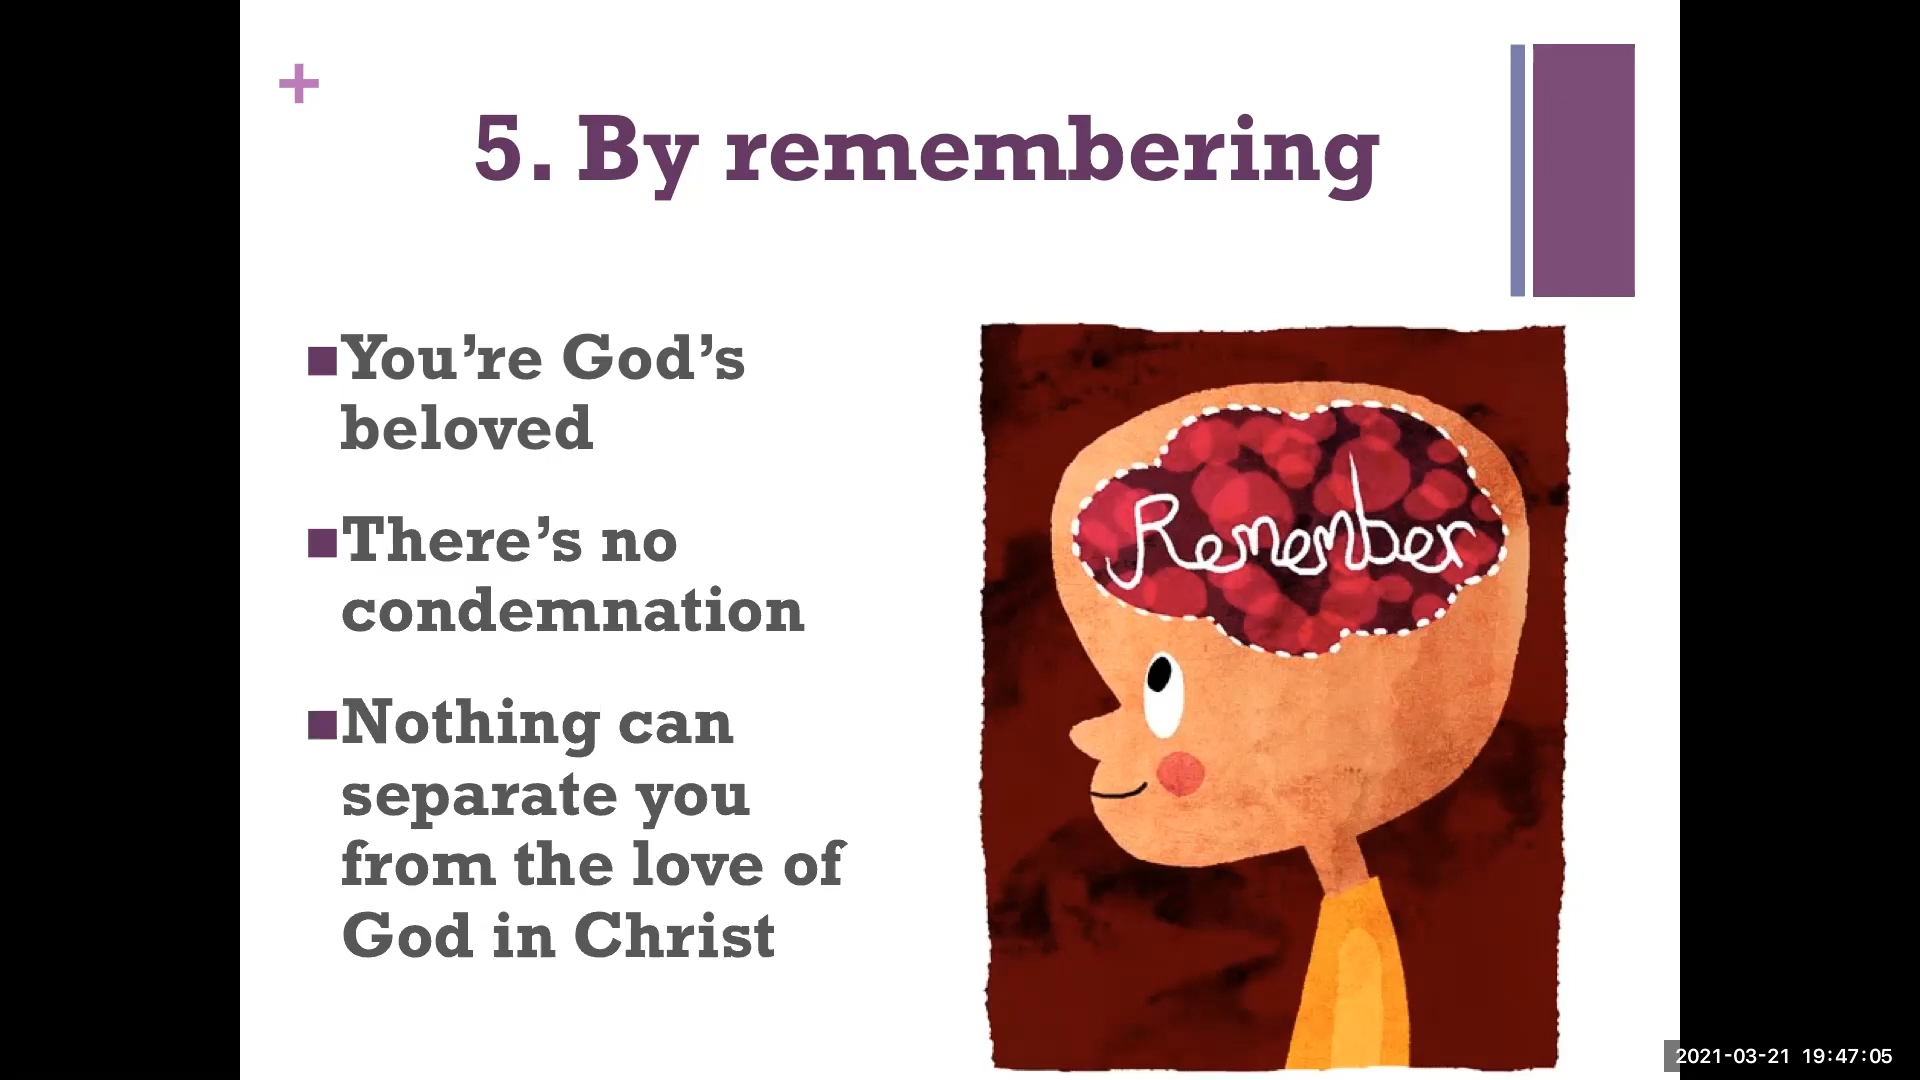 +
5. By remembering
■You’re God’s
beloved
■There’s no
condemnation
■Nothing can
separate you
from the love of
God in Christ
Remember
2021-03-21 19:47:05